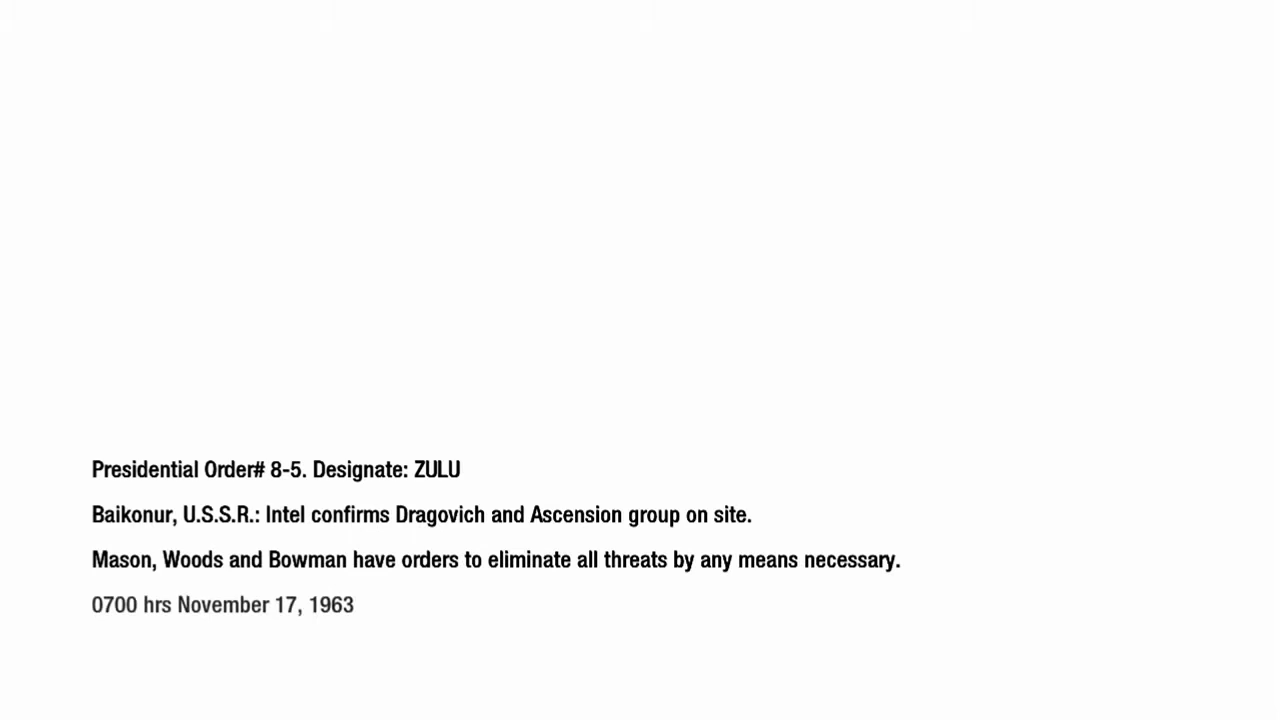 Presidential Order# 8-5. Designate: ZULU
Baikonur, U.S.S.R.: Intel confirms Dragovich and Ascension group on site.
Mason, Woods and Bowman have orders to eliminate all threats by any means necessary.
0700 hrs November 17, 1963